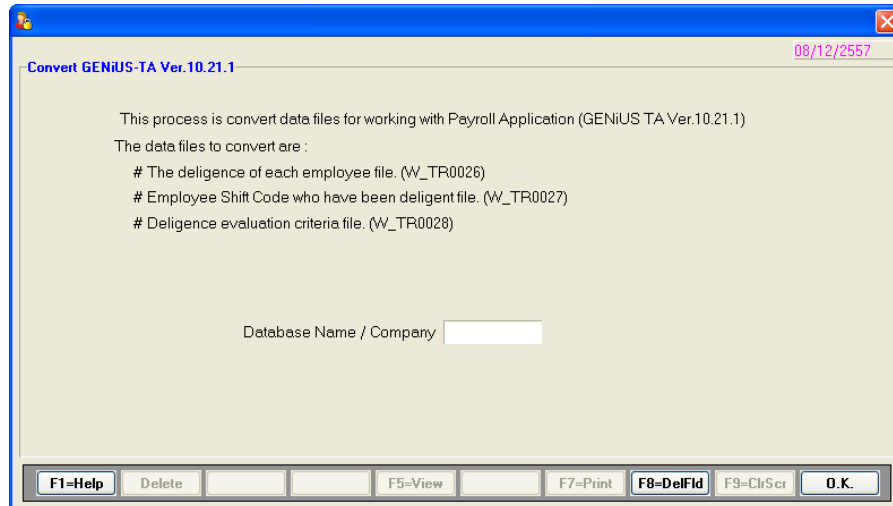 08/12/2557
Convert GENiUS-TA Ver.10.21.1
This process is convert data files for working with Payroll Application (GENiUS TA Ver.10.21.1)
The data files to convert are :
# The deligence of each employee file. (W_TR0026)
# Employee Shift Code who have been deligent file. (W_TR0027)
# Deligence evaluation criteria file. (W_TR0028)
Database Name / Company
F1=Help Delete F5=View F7=Print F8=DelFld F9=ClrScr O.K.